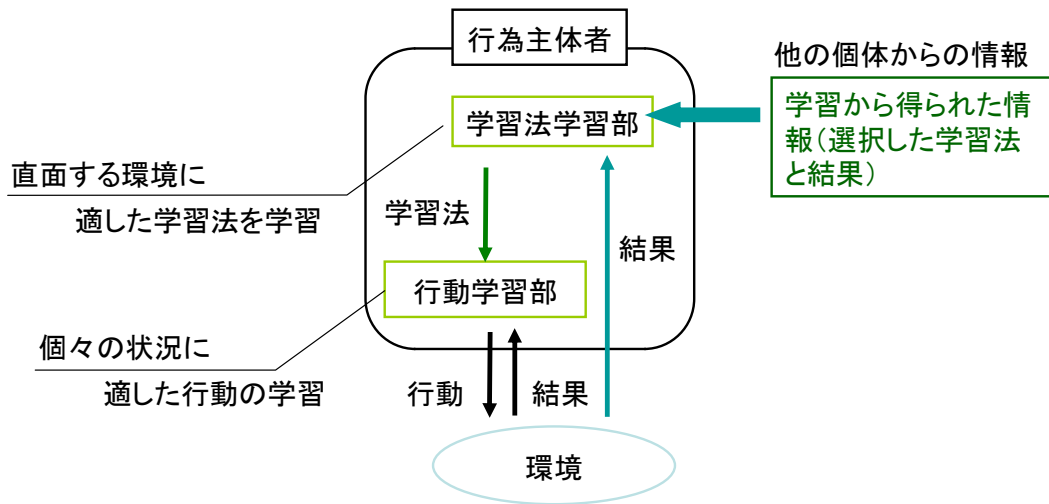 行為主体者
他の個体からの情報
学習から得られた情
報(選択した学習法
と結果)
学習法学習部
直面する環境に
適した学習法を学習
学習法
結果
行動学習部
個々の状況に
適した行動の学習
行動
結果
環境